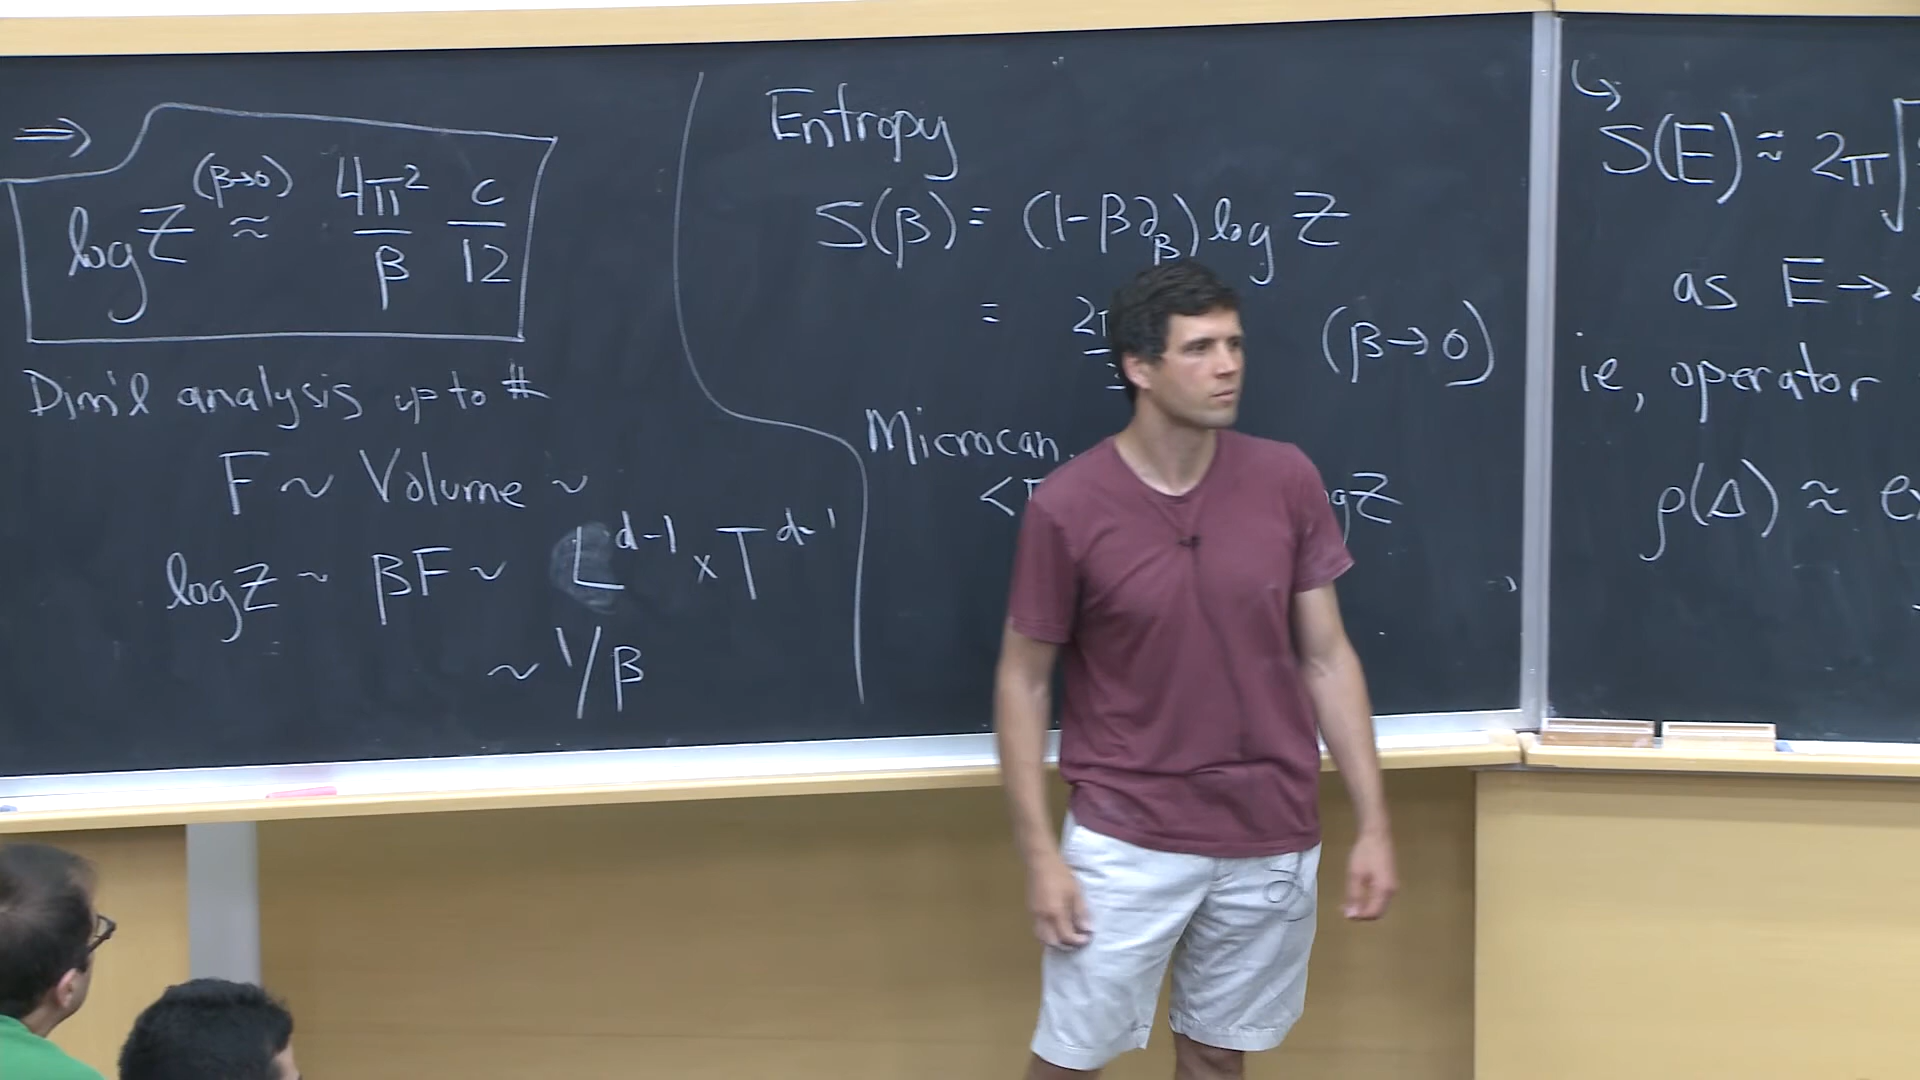 ⇒
log Z (β→0) ≈ 4π²/β c/12
Dim'l analysis up to #
F ~ Volume ~
log Z ~ βF ~ L^{d-1} × T^{d-1}
~ 1/β
Entropy
S(β) = (1-β∂_β) log Z
= (β→0)
Microcan.
Z
↳
S(E) ≈ 2π√
as E →
ie, operator
ρ(Δ) ≈